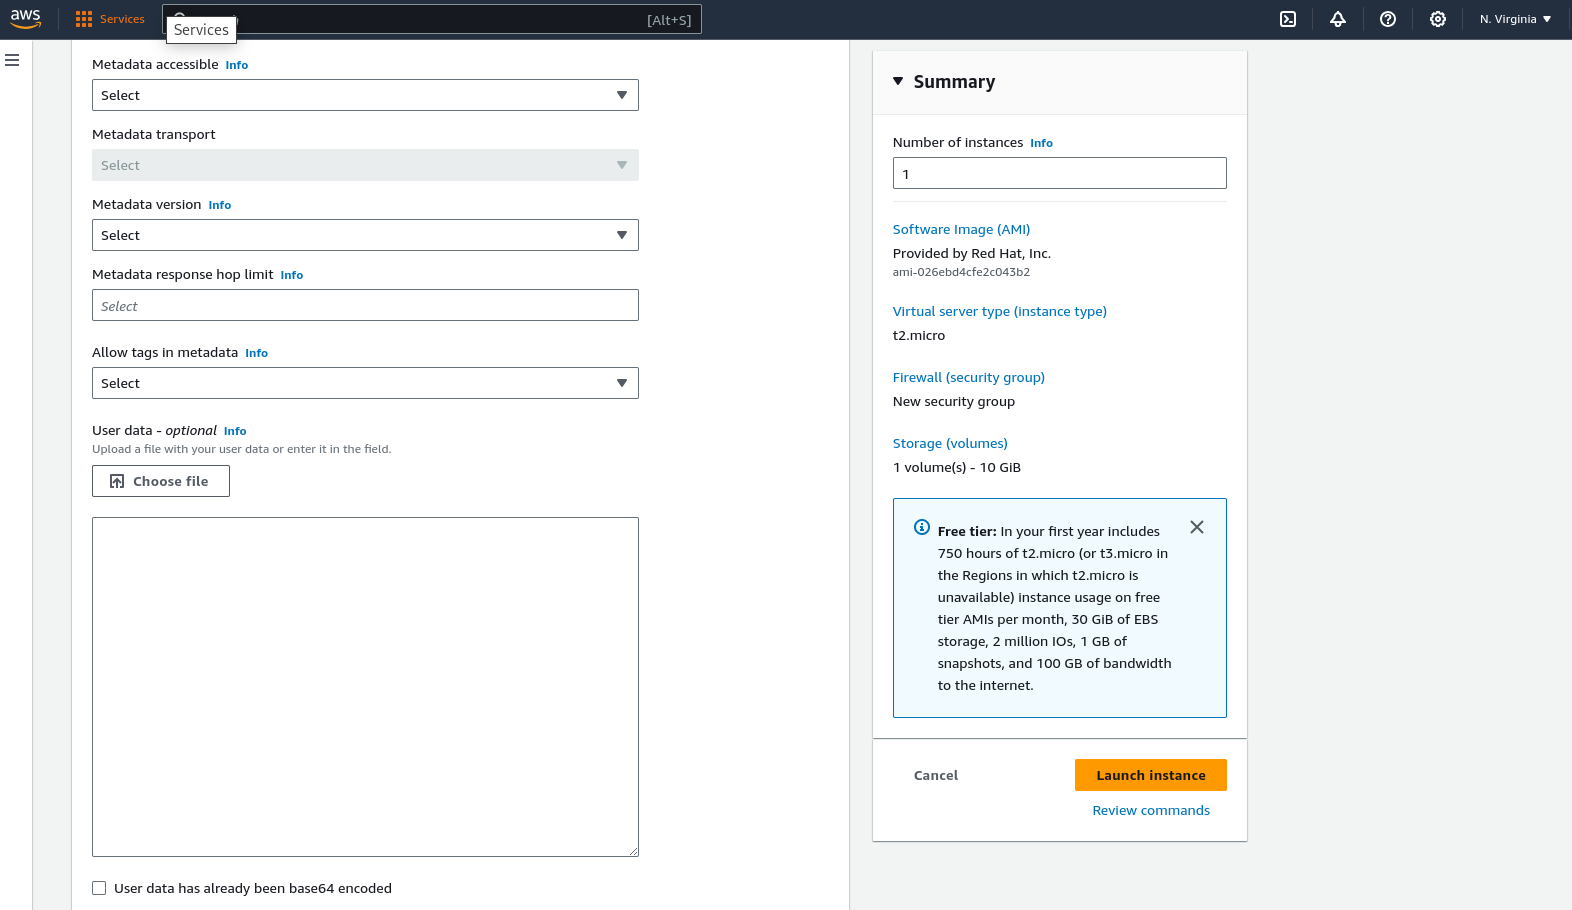 aws
Services
[Alt+S]
N. Virginia
Services
Metadata accessible Info
Select
Metadata transport
Select
Metadata version Info
Select
Metadata response hop limit Info
Select
Allow tags in metadata Info
Select
User data - optional Info
Upload a file with your user data or enter it in the field.
Choose file
User data has already been base64 encoded
Summary
Number of instances Info
1
Software Image (AMI)
Provided by Red Hat, Inc.
ami-026ebd4cfe2c043b2
Virtual server type (instance type)
t2.micro
Firewall (security group)
New security group
Storage (volumes)
1 volume(s) - 10 GiB
Free tier: In your first year includes
750 hours of t2.micro (or t3.micro in
the Regions in which t2.micro is
unavailable) instance usage on free
tier AMIs per month, 30 GiB of EBS
storage, 2 million IOs, 1 GB of
snapshots, and 100 GB of bandwidth
to the internet.
Cancel
Launch instance
Review commands